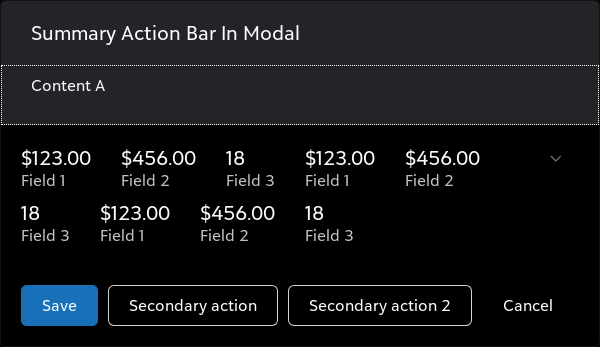 Summary Action Bar In Modal
Content A
$123.00 $456.00 18 $123.00 $456.00
Field 1 Field 2 Field 3 Field 1 Field 2
18 $123.00 $456.00 18
Field 3 Field 1 Field 2 Field 3
Save Secondary action Secondary action 2 Cancel